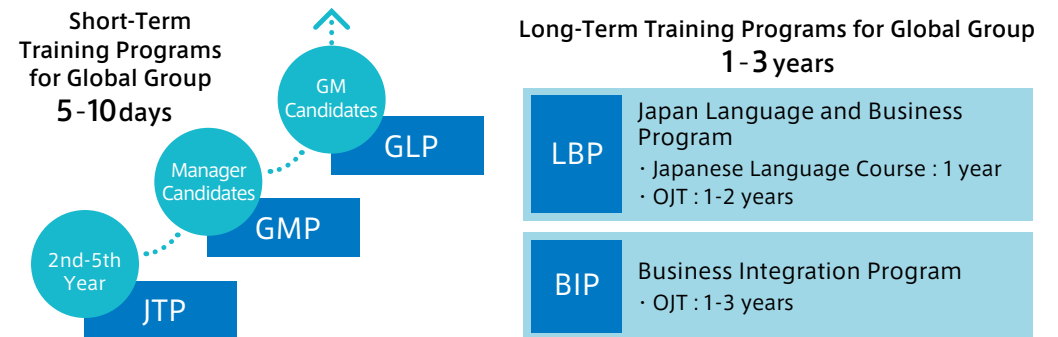 Short-Term
Training Programs
for Global Group
5-10days
GM
Candidates
GLP
Manager
Candidates
GMP
2nd-5th
Year
JTP
Long-Term Training Programs for Global Group
1-3 years
LBP
Japan Language and Business
Program
・Japanese Language Course : 1 year
・OJT : 1-2 years
BIP
Business Integration Program
・OJT : 1-3 years